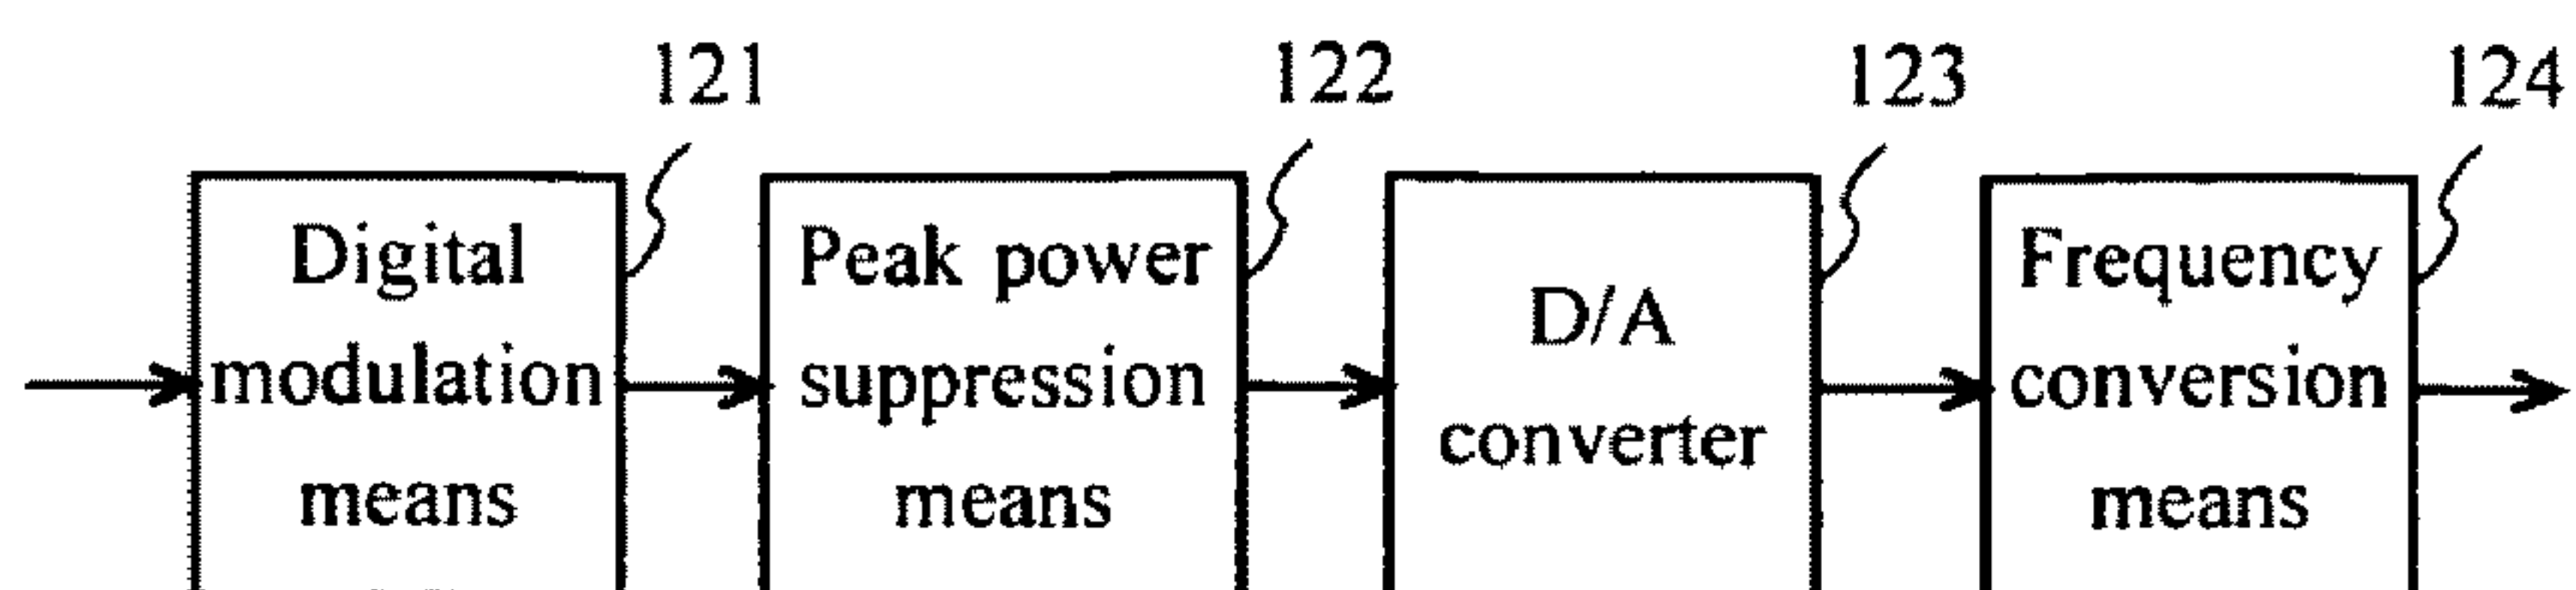 121
122
123
124
Digital
modulation
means
Peak power
suppression
means
D/A
converter
Frequency
conversion
means